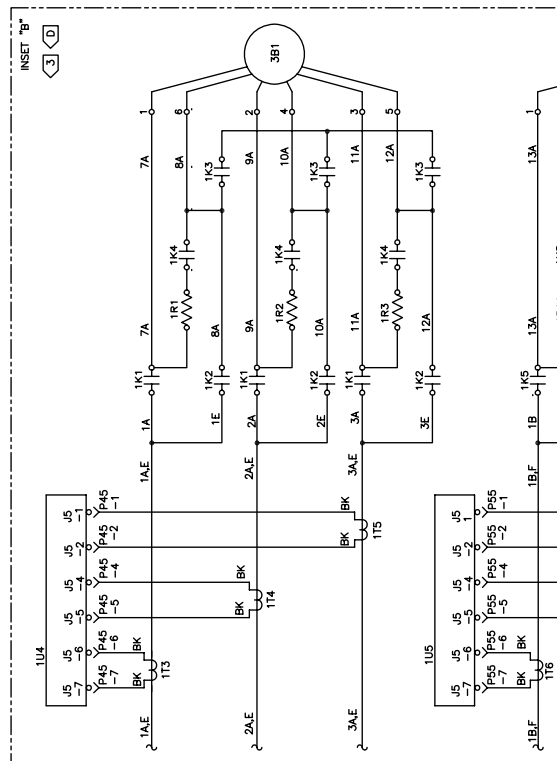 INSET "B"
3
D
3B1
1
6
2
4
3
5
7A
8A
9A
10A
11A
12A
13A
1K3
1K3
1K3
1K4
1K4
1K4
1R1
1R2
1R3
7A
8A
9A
10A
11A
12A
13A
1K1
1K2
1K1
1K2
1K1
1K2
1K5
1A
1E
2A
2E
3A
3E
1B
1A,E
2A,E
3A,E
1B,F
1U4
J5
-1
P45
-1
BK
J5
-2
P45
-2
BK
1T5
J5
-4
P45
-4
BK
J5
-5
P45
-5
BK
1T4
J5
-6
P45
-6
BK
J5
-7
P45
-7
BK
1T3
1U5
J5
-1
P55
-1
J5
-2
P55
-2
J5
-4
P55
-4
J5
-5
P55
-5
J5
-6
P55
-6
BK
J5
-7
P55
-7
BK
1T6
1A,E
2A,E
3A,E
1B,F